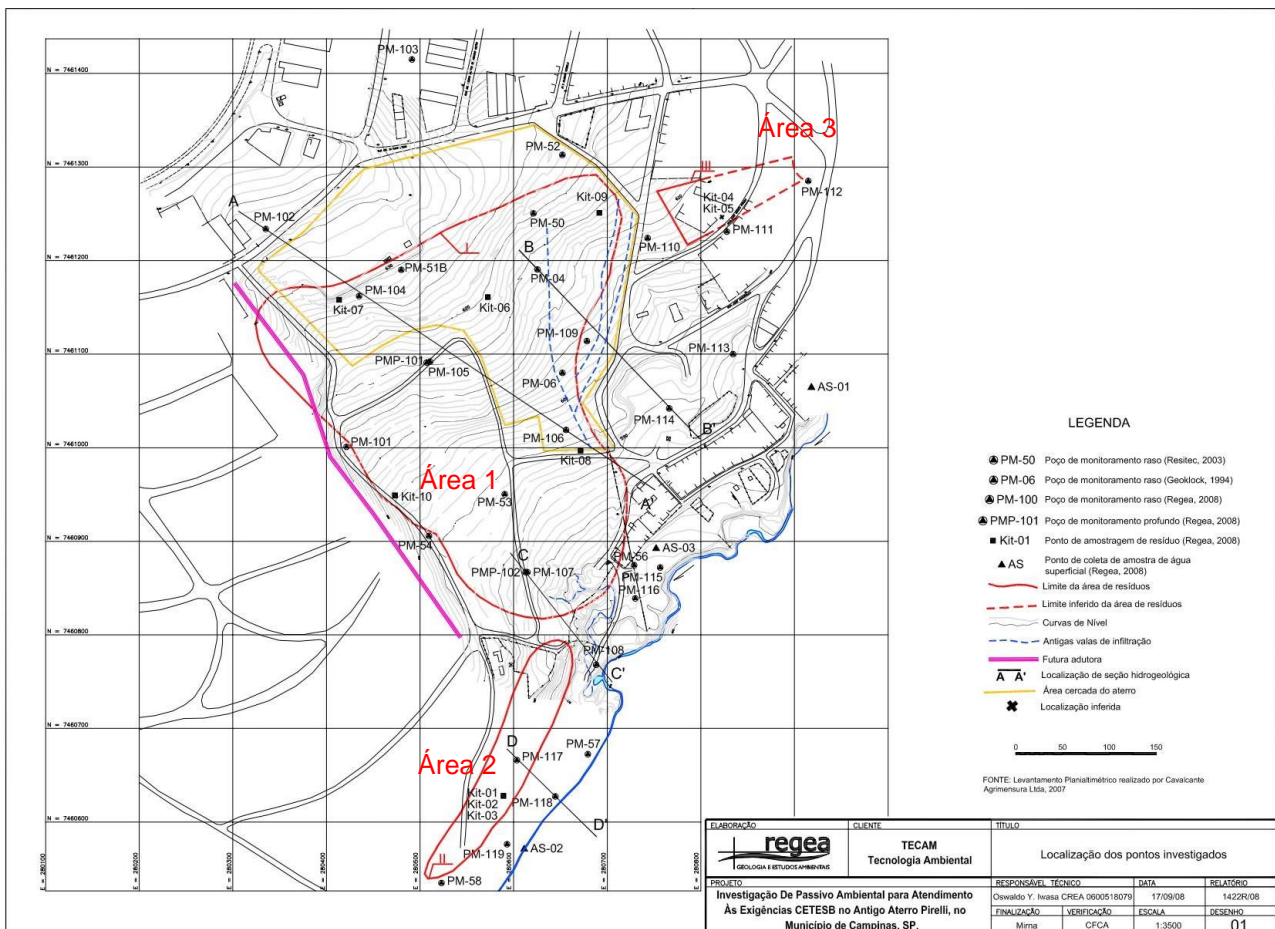 PM-103
N = 7461400
Área 3
PM-52
N = 7461300
III
Kit-09
Kit-04
Kit-05
PM-112
A
PM-102
PM-50
PM-111
PM-110
I
B
N = 7461200
PM-51B
PM-04
PM-104
Kit-07
Kit-06
PM-109
N = 7461100
PMP-101
PM-105
PM-113
PM-06
AS-01
PM-114
PM-106
B'
N = 7461000
PM-101
Kit-08
Área 1
Kit-10
PM-53
A'
N = 7460900
PM-54
C
PM-56
AS-03
PMP-102
PM-107
PM-115
PM-116
N = 7460800
PM-108
C'
N = 7460700
D
PM-57
PM-117
Área 2
Kit-01
Kit-02
Kit-03
PM-118
N = 7460600
D'
PM-119
AS-02
II
PM-58
E = 280100
E = 280200
E = 280300
E = 280400
E = 280500
E = 280600
E = 280700
E = 280800
LEGENDA
PM-50 Poço de monitoramento raso (Resitec, 2003)
PM-06 Poço de monitoramento raso (Geoklock, 1994)
PM-100 Poço de monitoramento raso (Regea, 2008)
PMP-101 Poço de monitoramento profundo (Regea, 2008)
Kit-01 Ponto de amostragem de resíduo (Regea, 2008)
AS Ponto de coleta de amostra de água
superficial (Regea, 2008)
Limite da área de resíduos
Limite inferido da área de resíduos
Curvas de Nível
Antigas valas de infiltração
Futura adutora
A A' Localização de seção hidrogeológica
Área cercada do aterro
Localização inferida
0 50 100 150
FONTE: Levantamento Planialtimétrico realizado por Cavalcante
Agrimensura Ltda, 2007
ELABORAÇÃO
regea
GEOLOGIA E ESTUDOS AMBIENTAIS
CLIENTE
TECAM
Tecnologia Ambiental
TÍTULO
Localização dos pontos investigados
PROJETO
Investigação De Passivo Ambiental para Atendimento
Às Exigências CETESB no Antigo Aterro Pirelli, no
Município de Campinas, SP.
RESPONSÁVEL TÉCNICO
Oswaldo Y. Iwasa CREA 0600518079
DATA
17/09/08
RELATÓRIO
1422R/08
FINALIZAÇÃO
Mirna
VERIFICAÇÃO
CFCA
ESCALA
1:3500
DESENHO
01